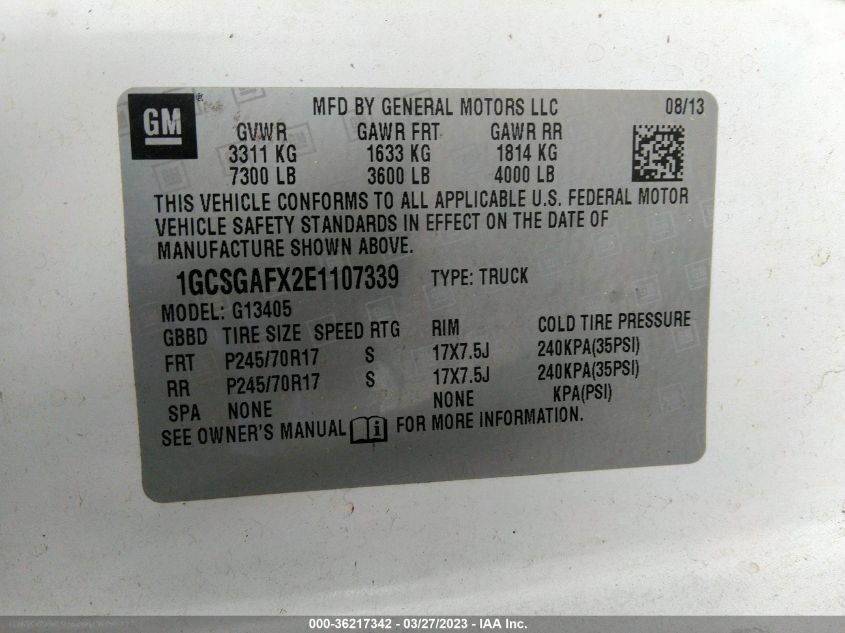 GM ® MFD BY GENERAL MOTORS LLC 08/13
GVWR GAWR FRT GAWR RR
3311 KG 1633 KG 1814 KG
7300 LB 3600 LB 4000 LB
THIS VEHICLE CONFORMS TO ALL APPLICABLE U.S. FEDERAL MOTOR
VEHICLE SAFETY STANDARDS IN EFFECT ON THE DATE OF
MANUFACTURE SHOWN ABOVE.
1GCSGAFX2E1107339 TYPE: TRUCK
MODEL: G13405
GBBD TIRE SIZE SPEED RTG RIM COLD TIRE PRESSURE
FRT P245/70R17 S 17X7.5J 240KPA(35PSI)
RR P245/70R17 S 17X7.5J 240KPA(35PSI)
SPA NONE NONE KPA(PSI)
SEE OWNER'S MANUAL FOR MORE INFORMATION.
000-36217342 - 03/27/2023 - IAA Inc.